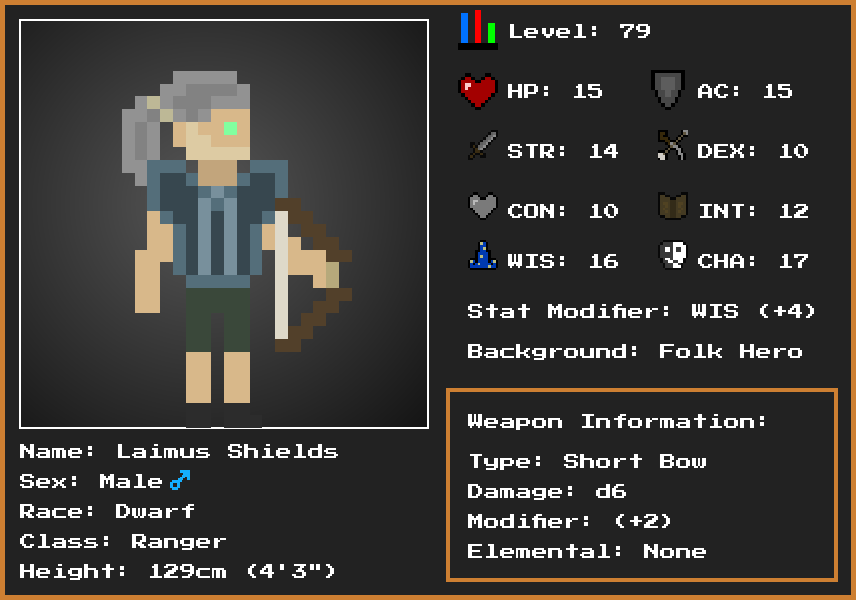 Level: 79
HP: 15 AC: 15
STR: 14 DEX: 10
CON: 10 INT: 12
WIS: 16 CHA: 17
Stat Modifier: WIS (+4)
Background: Folk Hero
Weapon Information:
Type: Short Bow
Damage: d6
Modifier: (+2)
Elemental: None
Name: Laimus Shields
Sex: Male ♂
Race: Dwarf
Class: Ranger
Height: 129cm (4'3")